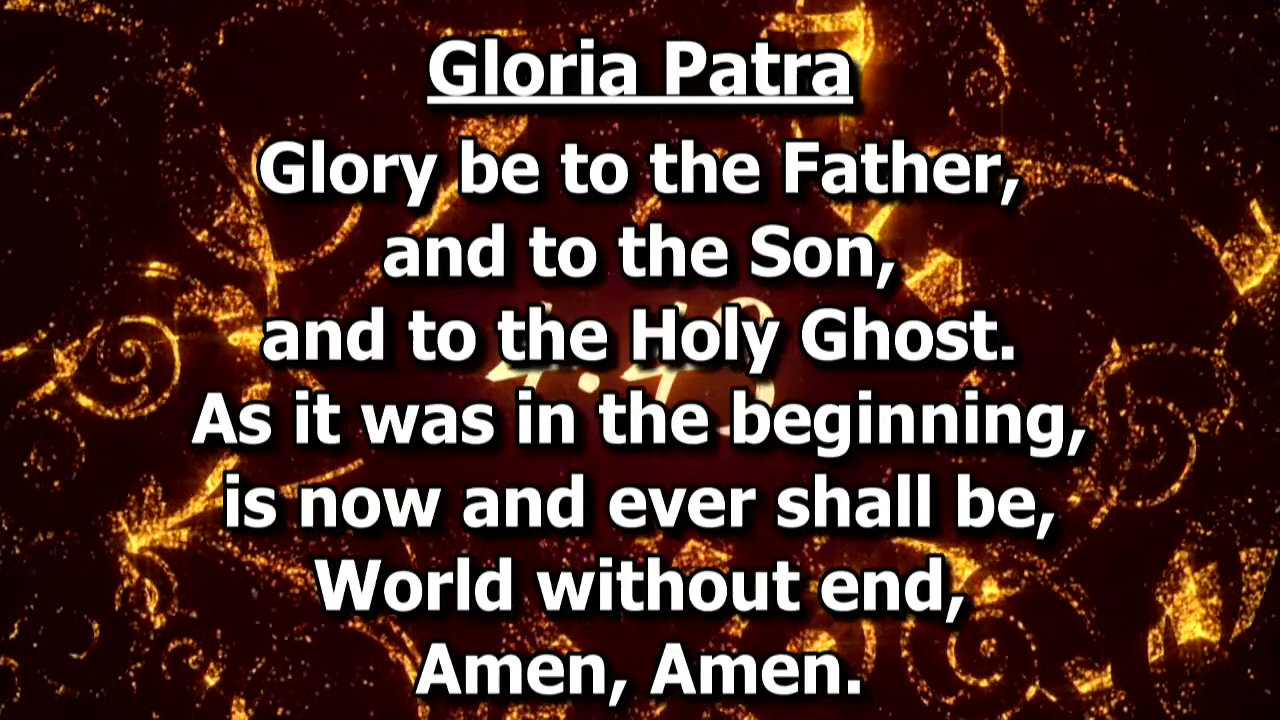 Gloria Patra
Glory be to the Father,
and to the Son,
and to the Holy Ghost.
As it was in the beginning,
is now and ever shall be,
World without end,
Amen, Amen.